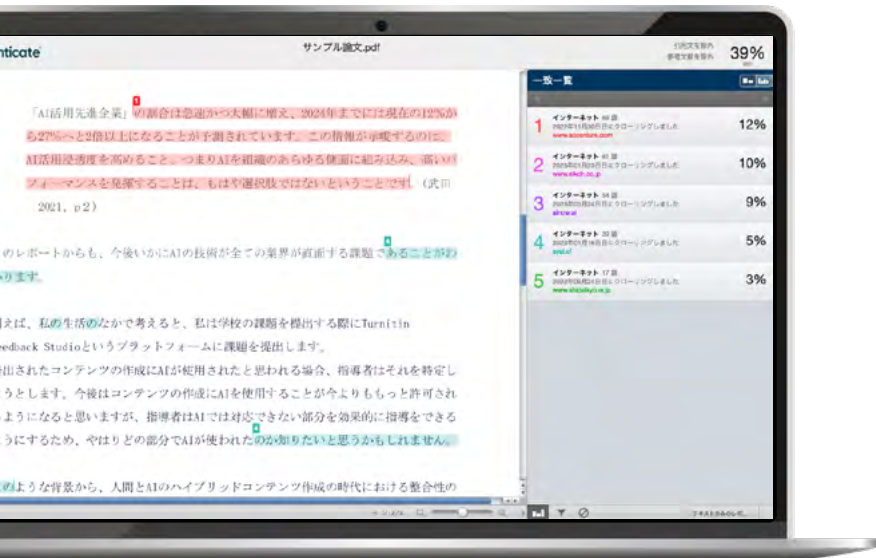 nticate
サンプル論文.pdf
引用文を除外
参考文献を除外
39%
「AI活用先進企業」の割合は急速かつ大幅に増え、2024年までには現在の12%か
ら27%へと2倍以上になることが予測されています。この情報が示唆するのは、
AI活用浸透度を高めること、つまりAIを組織のあらゆる側面に組み込み、高いパ
フォーマンスを発揮することは、もはや選択肢ではないということです。（武田
2021, p2）
のレポートからも、今後いかにAIの技術が全ての業界が直面する課題であることがわ
ります。
えば、私の生活のなかで考えると、私は学校の課題を提出する際にTurnitin
eedback Studioというプラットフォームに課題を提出します。
出されたコンテンツの作成にAIが使用されたと思われる場合、指導者はそれを特定し
うとします。今後はコンテンツの作成にAIを使用することが今よりももっと許可され
ようになると思いますが、指導者はAIでは対応できない部分を効果的に指導をできる
うにするため、やはりどの部分でAIが使われたのか知りたいと思うかもしれません。
のような背景から、人間とAIのハイブリッドコンテンツ作成の時代における整合性の
一致一覧
1 インターネット
www.accenture.com
12%
2 インターネット
10%
3 インターネット
9%
4 インターネット
5%
5 インターネット 17 語
3%